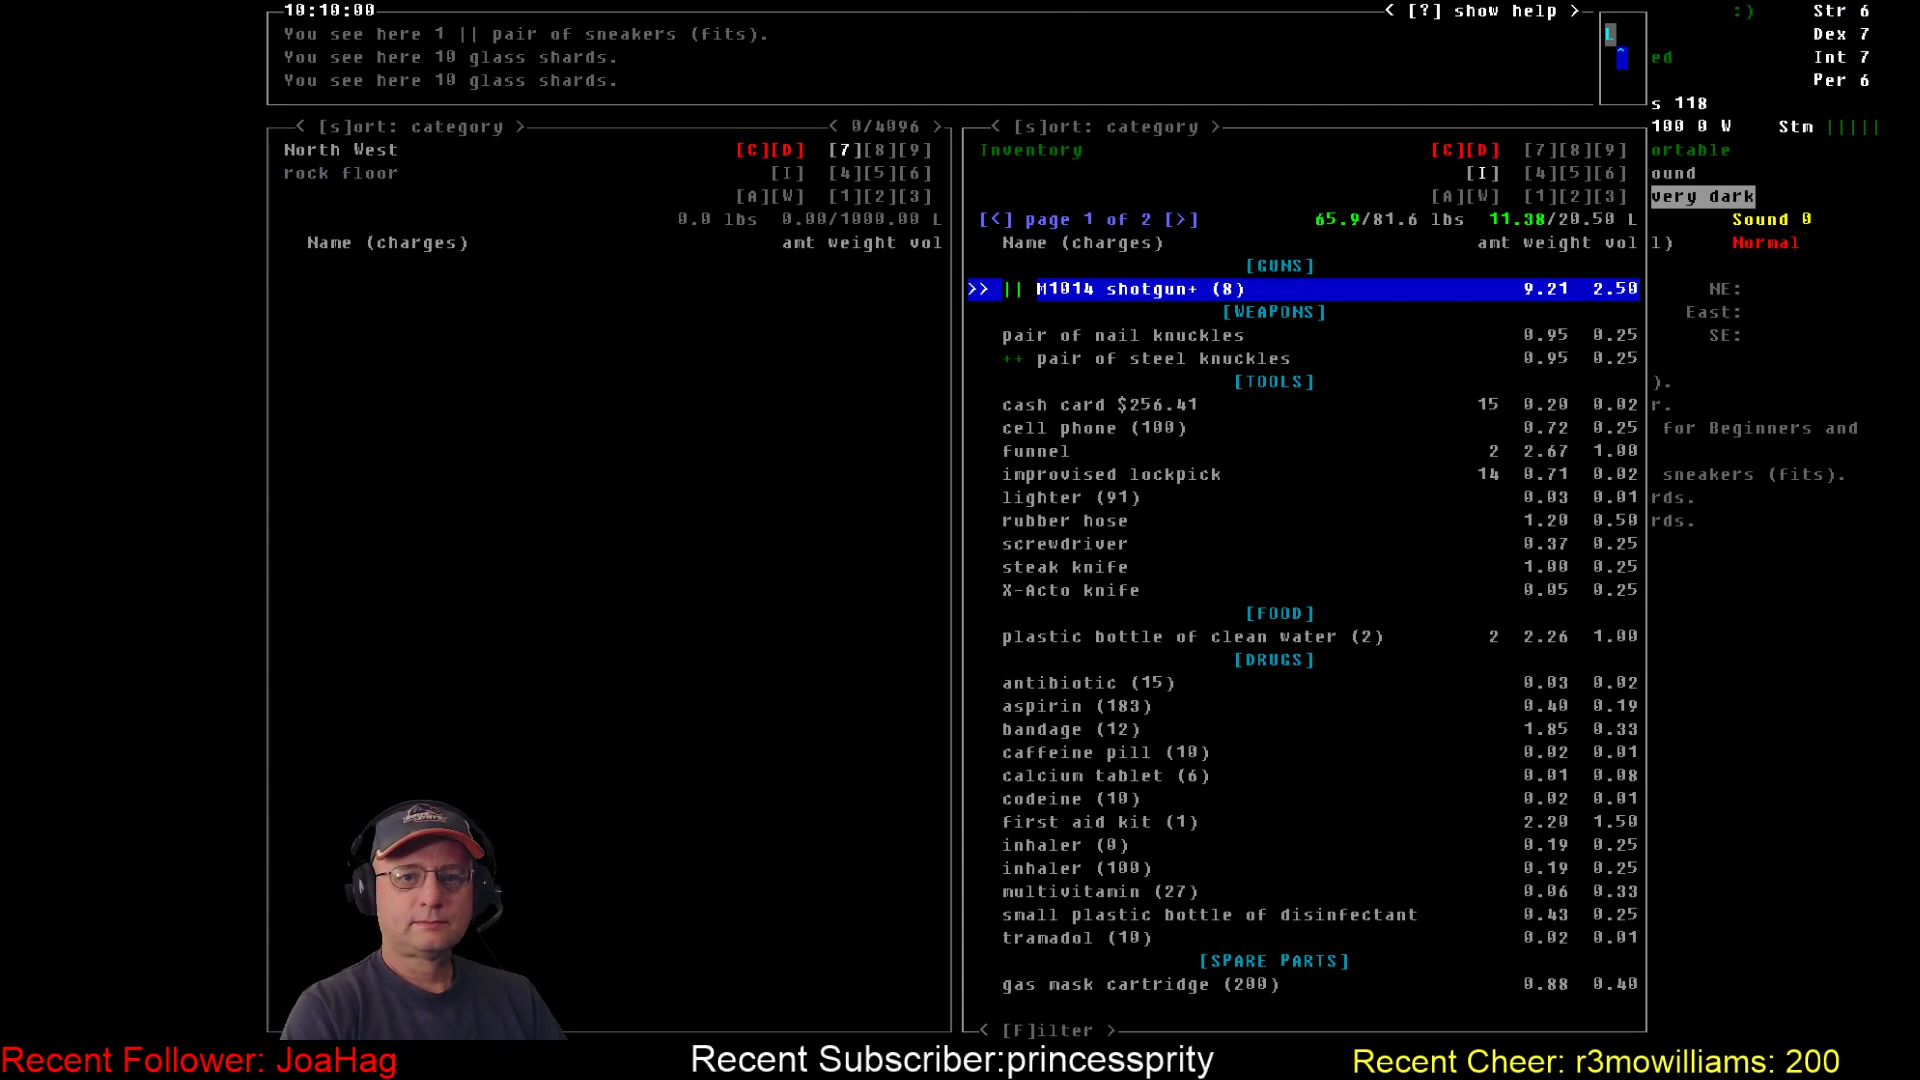 10:10:00 < [?] show help > :) Str 6
You see here 1 || pair of sneakers (fits). L Dex 7
You see here 10 glass shards. ^ ed Int 7
You see here 10 glass shards. Per 6
s 118
< [s]ort: category > < 0/4096 > < [s]ort: category > 100 0 W Stm |||||
North West [C][D] [7][8][9] Inventory [C][D] [7][8][9] ortable
rock floor [I] [4][5][6] [I] [4][5][6] ound
[A][W] [1][2][3] [A][W] [1][2][3] very dark
0.0 lbs 0.00/1000.00 L [<] page 1 of 2 [>] 65.9/81.6 lbs 11.38/20.50 L Sound 0
Name (charges) amt weight vol Name (charges) amt weight vol l) Normal
[GUNS]
>> || M1014 shotgun+ (8) 9.21 2.50 NE:
[WEAPONS] East:
pair of nail knuckles 0.95 0.25 SE:
++ pair of steel knuckles 0.95 0.25
[TOOLS] ).
cash card $256.41 15 0.20 0.02 r.
cell phone (100) 0.72 0.25 for Beginners and
funnel 2 2.67 1.00
improvised lockpick 14 0.71 0.02 sneakers (fits).
lighter (91) 0.03 0.01 rds.
rubber hose 1.20 0.50 rds.
screwdriver 0.37 0.25
steak knife 1.00 0.25
X-Acto knife 0.05 0.25
[FOOD]
plastic bottle of clean water (2) 2 2.26 1.00
[DRUGS]
antibiotic (15) 0.03 0.02
aspirin (183) 0.40 0.19
bandage (12) 1.85 0.33
caffeine pill (10) 0.02 0.01
calcium tablet (6) 0.01 0.08
codeine (10) 0.02 0.01
first aid kit (1) 2.20 1.50
inhaler (0) 0.19 0.25
inhaler (100) 0.19 0.25
multivitamin (27) 0.06 0.33
small plastic bottle of disinfectant 0.43 0.25
tramadol (10) 0.02 0.01
[SPARE PARTS]
gas mask cartridge (200) 0.88 0.40
< [F]ilter >
Recent Follower: JoaHag Recent Subscriber:princessprity Recent Cheer: r3mowilliams: 200